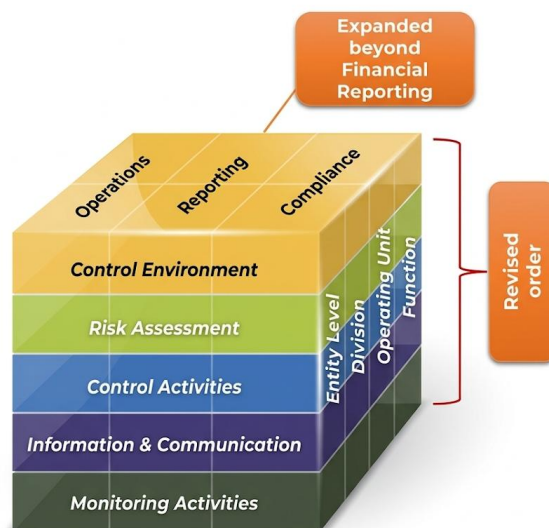 Expanded
beyond
Financial
Reporting
Operations
Reporting
Compliance
Control Environment
Risk Assessment
Control Activities
Information & Communication
Monitoring Activities
Entity Level
Division
Operating Unit
Function
Revised
order